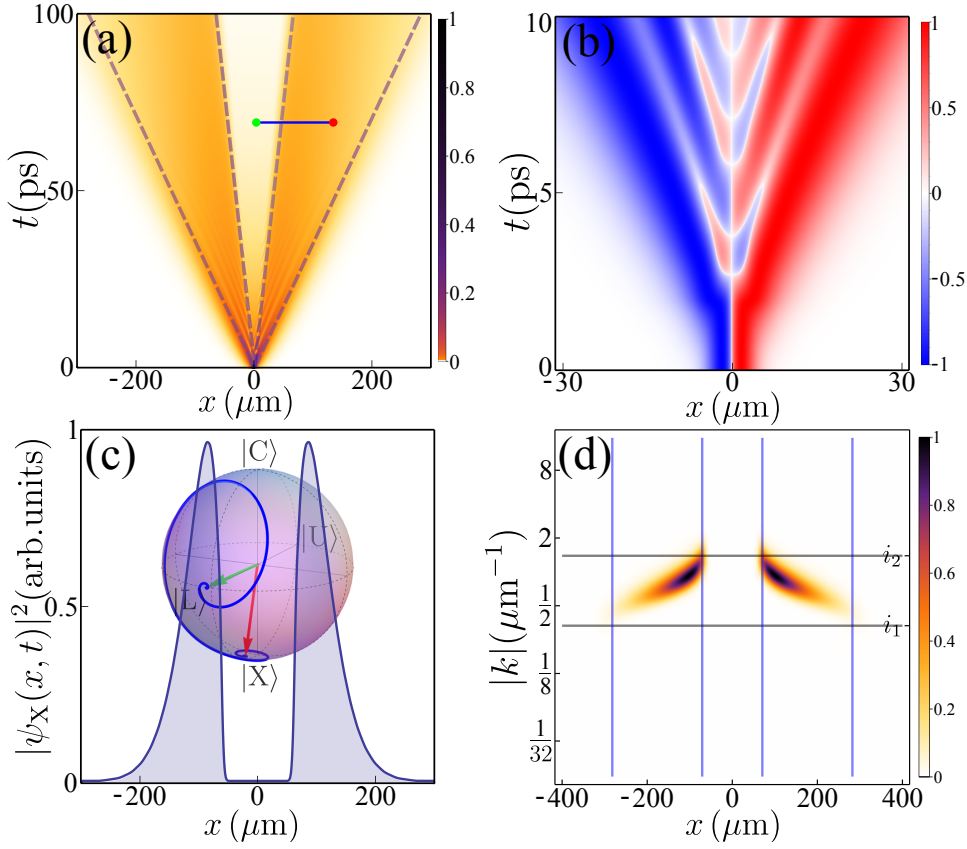 (a)
t(ps)
100
50
0
-200
0
200
x (μm)
1
0.8
0.6
0.4
0.2
0
(b)
t(ps)
10
5
0
-30
0
30
x (μm)
1
0.5
0
-0.5
-1
(c)
|ψ_X(x, t)|²(arb.units)
1
0.5
0
-200
0
200
x (μm)
|C⟩
|U⟩
|L⟩
|X⟩
(d)
|k|(μm⁻¹)
8
2
1/2
1/8
1/32
i₂
i₁
-400
-200
0
200
400
x (μm)
1
0.8
0.6
0.4
0.2
0